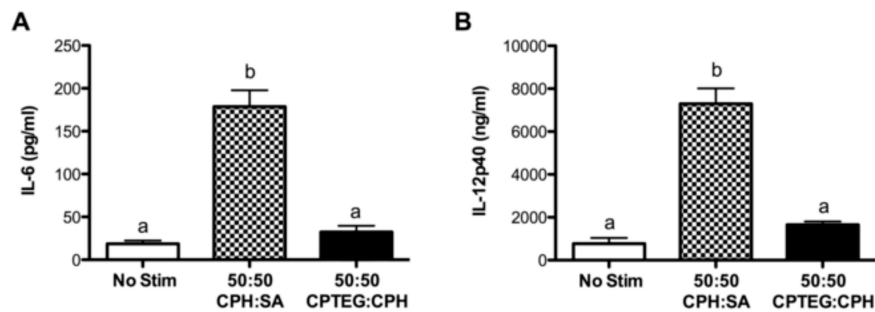 A
IL-6 (pg/ml)
250
200
150
100
50
0
a
b
a
No Stim
50:50
CPH:SA
50:50
CPTEG:CPH
B
IL-12p40 (ng/ml)
10000
8000
6000
4000
2000
0
a
b
a
No Stim
50:50
CPH:SA
50:50
CPTEG:CPH